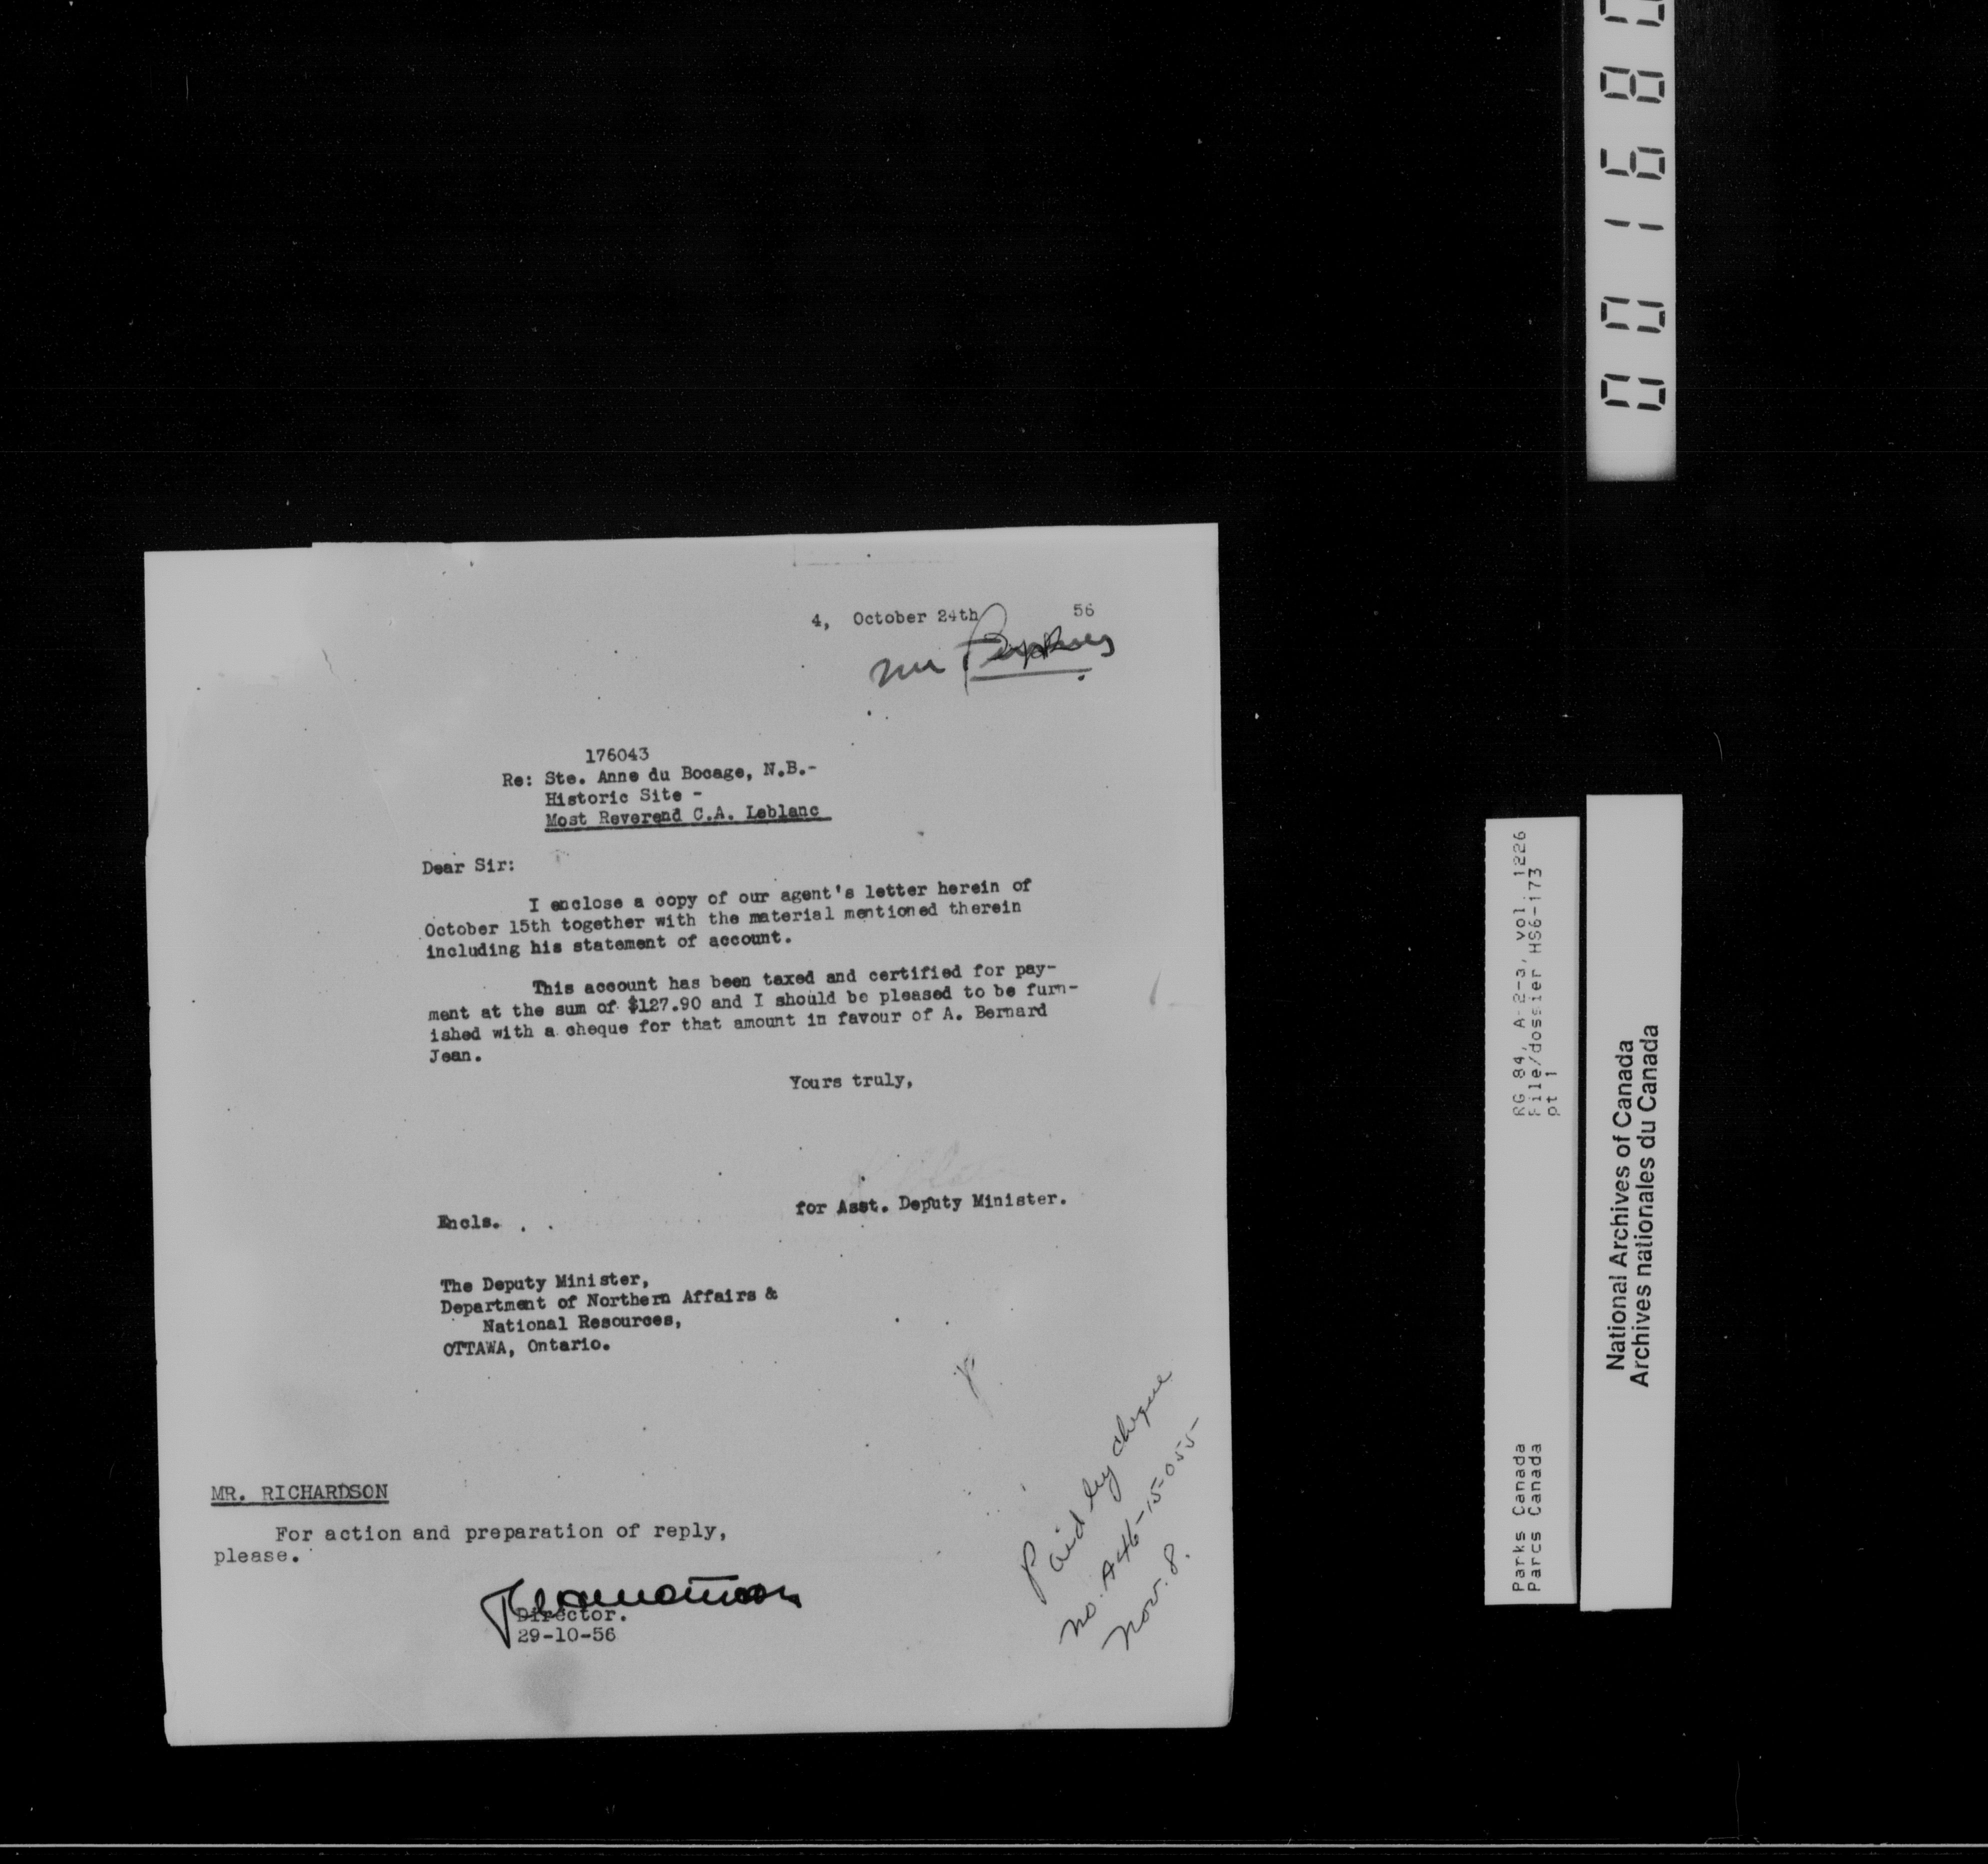 4, October 24th 56
Mr
176043
Re: Ste. Anne du Bocage, N.B.-
Historic Site -
Most Reverend C.A. Leblanc
Dear Sir:
I enclose a copy of our agent's letter herein of
October 15th together with the material mentioned therein
including his statement of account.
This account has been taxed and certified for pay-
ment at the sum of $127.90 and I should be pleased to be furn-
ished with a cheque for that amount in favour of A. Bernard
Jean.
Yours truly,
for Asst. Deputy Minister.
Encls.
The Deputy Minister,
Department of Northern Affairs &
National Resources,
OTTAWA, Ontario.
Paid by cheque
no. A46-15-055
Nov. 8.
MR. RICHARDSON
For action and preparation of reply,
please.
Director.
29-10-56
001680
RG 84, A-2-3, vol. 1226
File/dossier HS6-173
pt 1
Parks Canada
Parcs Canada
National Archives of Canada
Archives nationales du Canada